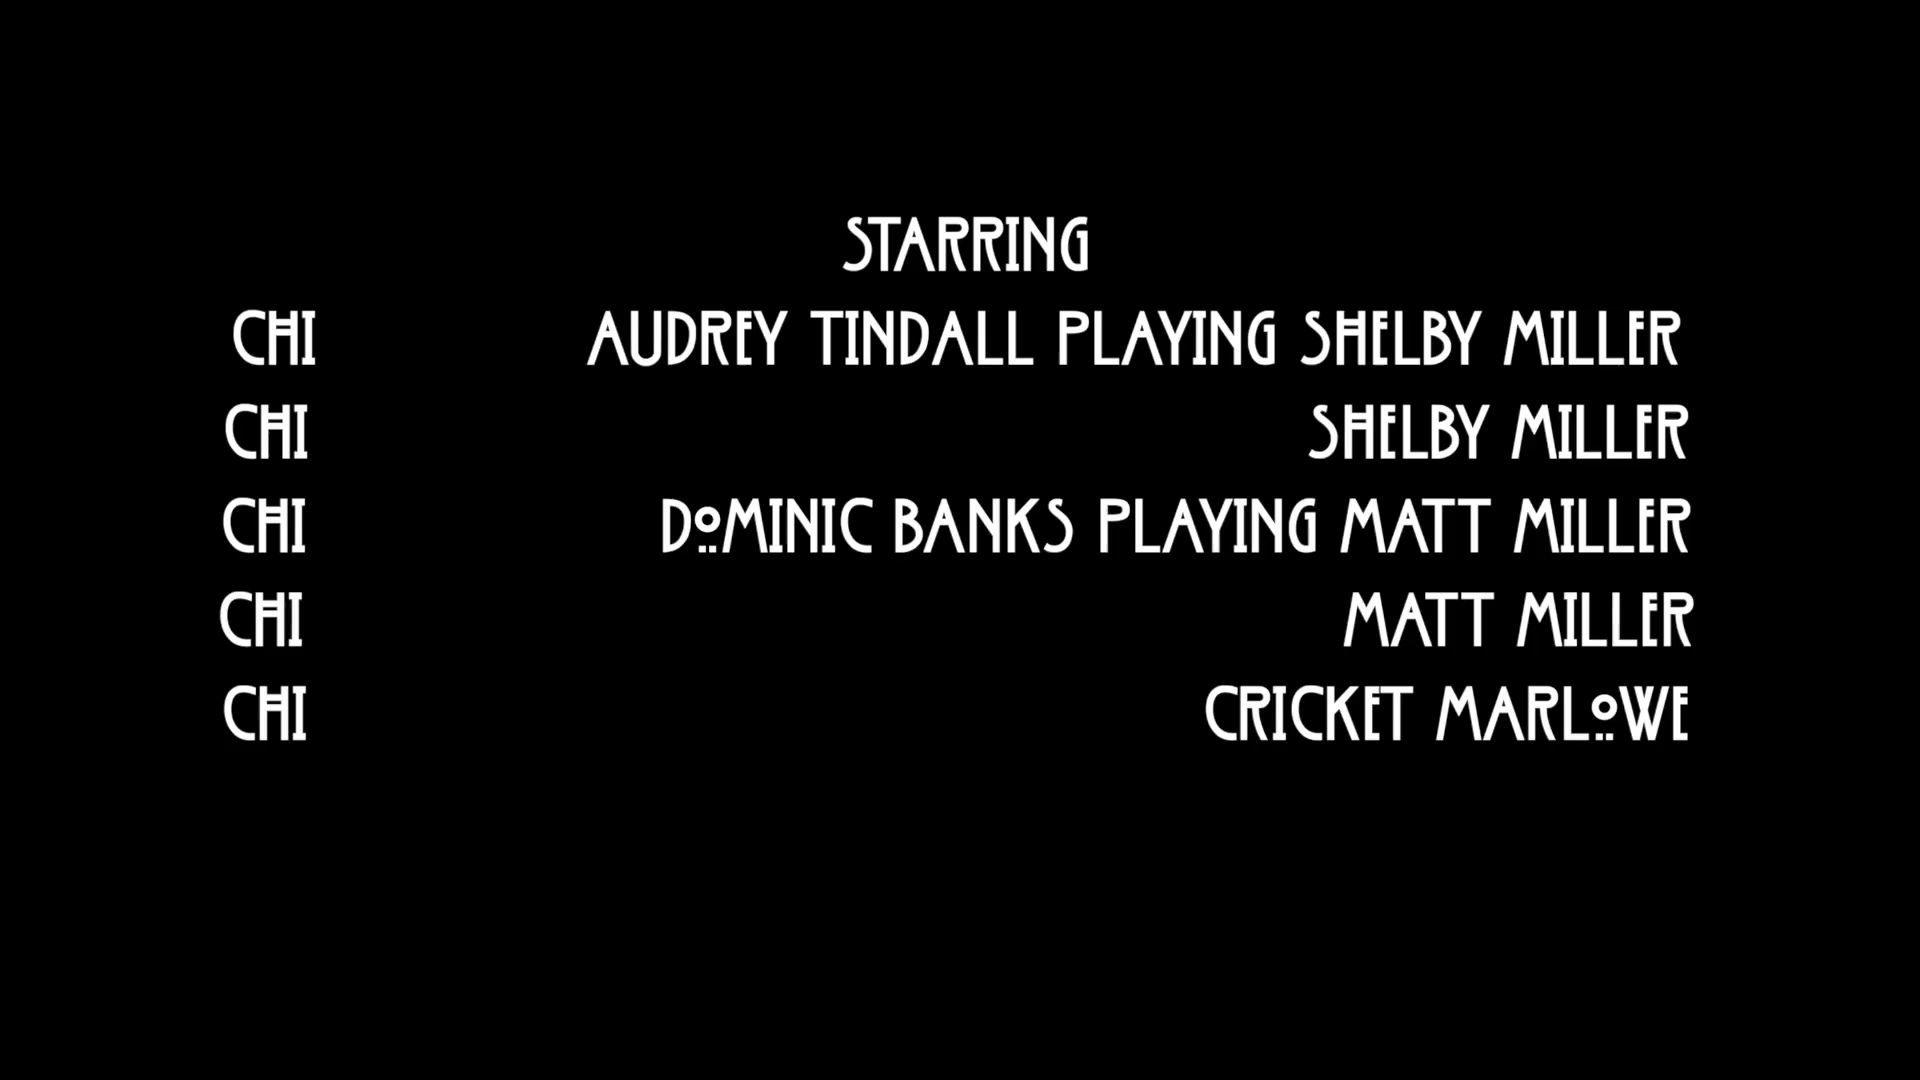 STARRING
CHI AUDREY TINDALL PLAYING SHELBY MILLER
CHI SHELBY MILLER
CHI DOMINIC BANKS PLAYING MATT MILLER
CHI MATT MILLER
CHI CRICKET MARLOWE